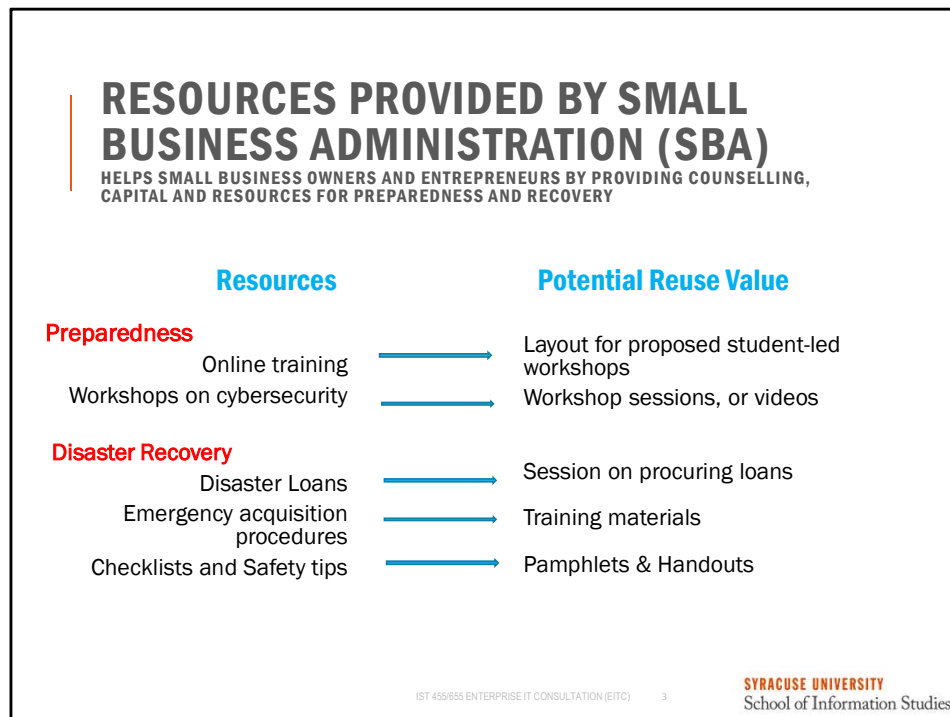 RESOURCES PROVIDED BY SMALL
BUSINESS ADMINISTRATION (SBA)
HELPS SMALL BUSINESS OWNERS AND ENTREPRENEURS BY PROVIDING COUNSELLING,
CAPITAL AND RESOURCES FOR PREPAREDNESS AND RECOVERY
Resources
Potential Reuse Value
Preparedness
Online training
Layout for proposed student-led
workshops
Workshops on cybersecurity
Workshop sessions, or videos
Disaster Recovery
Disaster Loans
Session on procuring loans
Emergency acquisition
procedures
Training materials
Checklists and Safety tips
Pamphlets & Handouts
IST 455/655 ENTERPRISE IT CONSULTATION (EITC)
3
SYRACUSE UNIVERSITY
School of Information Studies